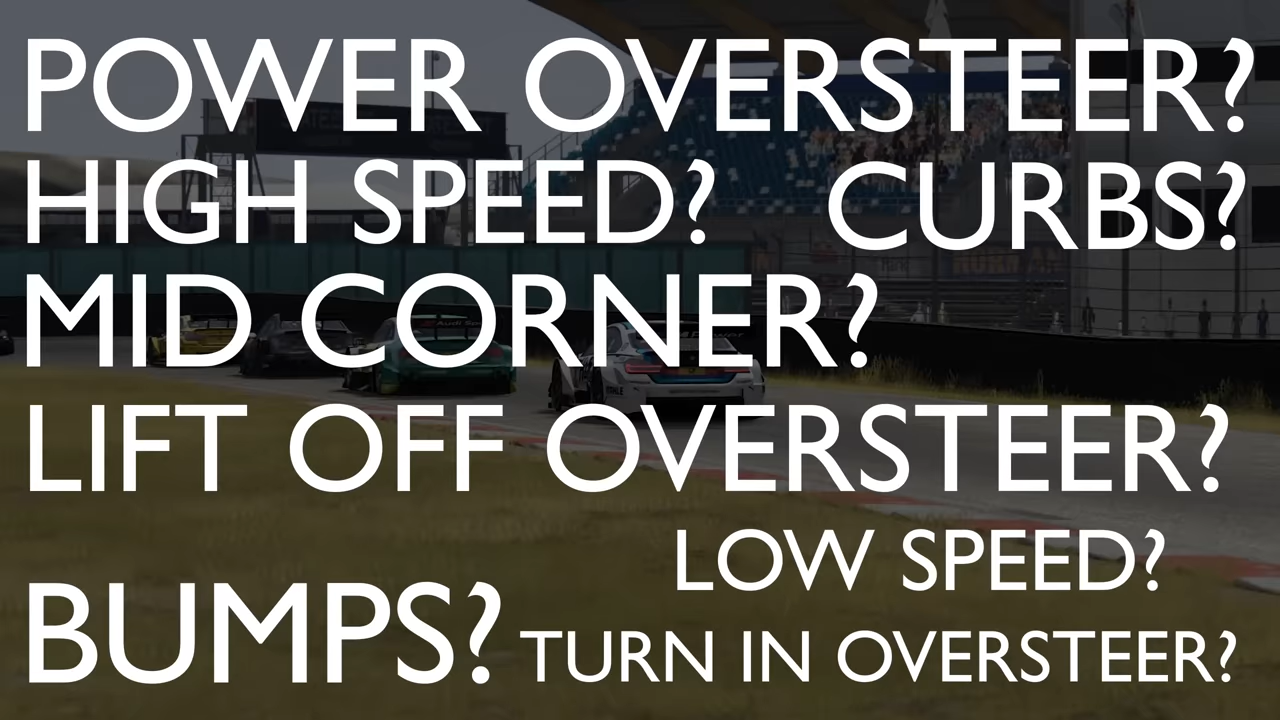 POWER OVERSTEER?
HIGH SPEED? CURBS?
MID CORNER?
LIFT OFF OVERSTEER?
LOW SPEED?
BUMPS? TURN IN OVERSTEER?